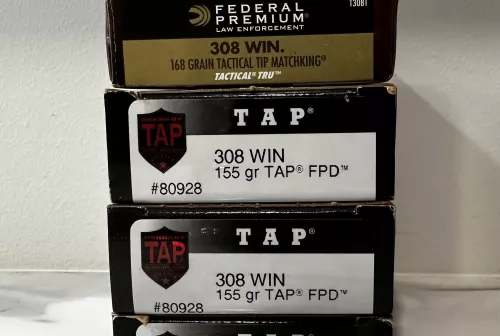 T3081
FEDERAL
PREMIUM®
LAW ENFORCEMENT
308 WIN.
168 GRAIN TACTICAL TIP MATCHKING®
TACTICAL® TRU™
TAP®
TAP
308 WIN
155 gr TAP® FPD™
#80928
TAP®
TAP
308 WIN
155 gr TAP® FPD™
#80928